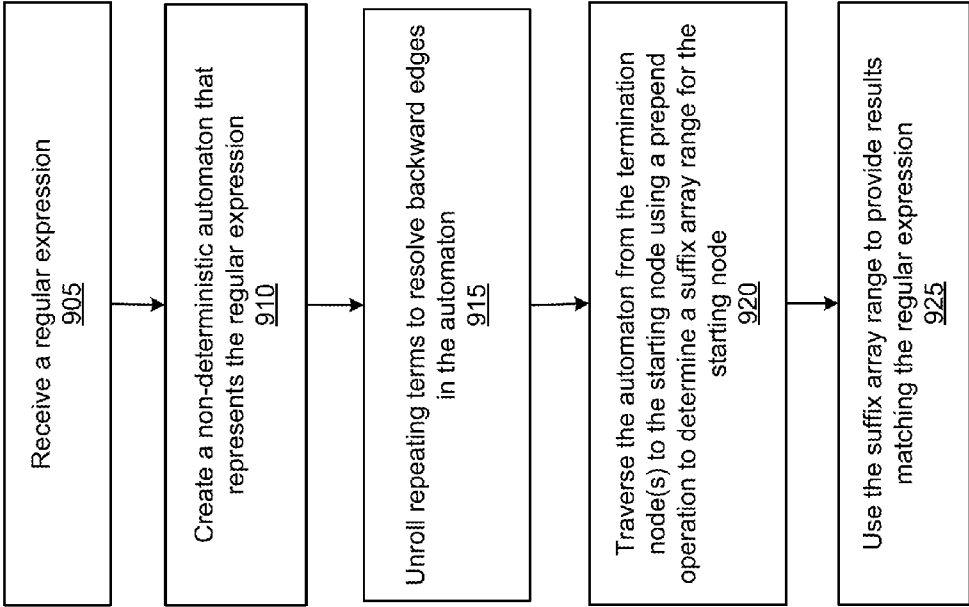 Receive a regular expression
905
Create a non-deterministic automaton that
represents the regular expression
910
Unroll repeating terms to resolve backward edges
in the automaton
915
Traverse the automaton from the termination
node(s) to the starting node using a prepend
operation to determine a suffix array range for the
starting node
920
Use the suffix array range to provide results
matching the regular expression
925